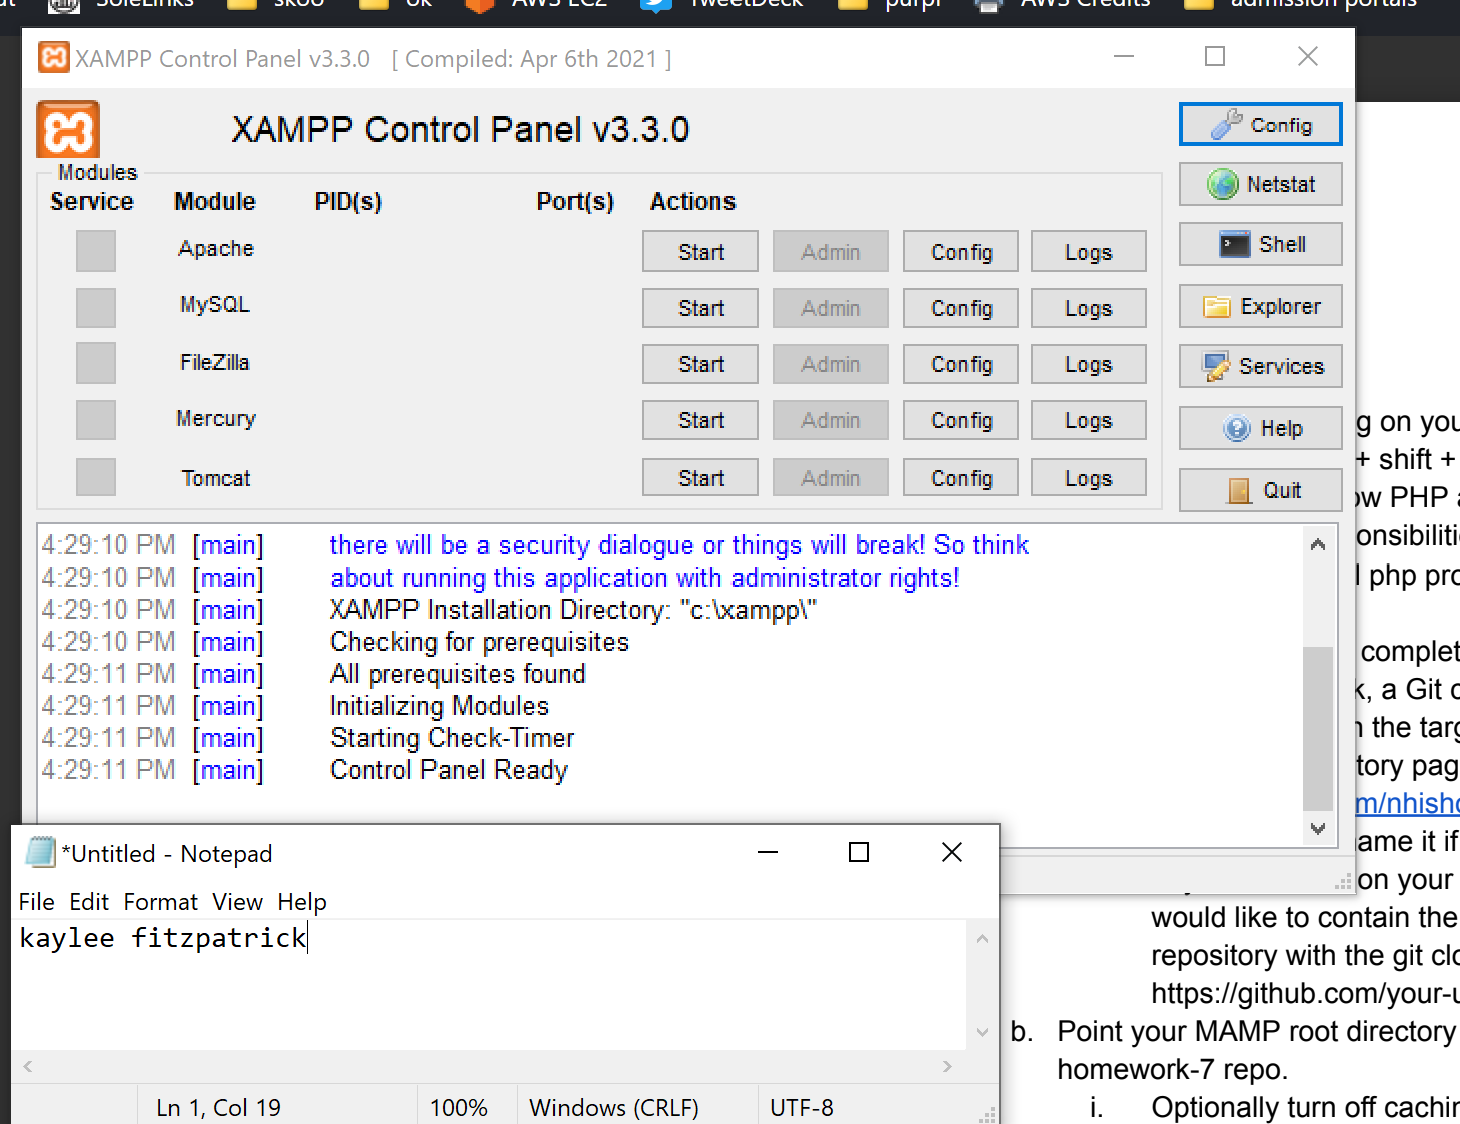 SoleLinks skoo ok AWS EC2 TweetDeck purpl AWS Credits admission portals
XAMPP Control Panel v3.3.0 [ Compiled: Apr 6th 2021 ]
XAMPP Control Panel v3.3.0
Config
Modules
Service Module PID(s) Port(s) Actions
Netstat
Apache Start Admin Config Logs
Shell
MySQL Start Admin Config Logs
Explorer
FileZilla Start Admin Config Logs
Services
Mercury Start Admin Config Logs
Help
Tomcat Start Admin Config Logs
Quit
4:29:10 PM [main] there will be a security dialogue or things will break! So think
4:29:10 PM [main] about running this application with administrator rights!
4:29:10 PM [main] XAMPP Installation Directory: "c:\xampp\"
4:29:10 PM [main] Checking for prerequisites
4:29:11 PM [main] All prerequisites found
4:29:11 PM [main] Initializing Modules
4:29:11 PM [main] Starting Check-Timer
4:29:11 PM [main] Control Panel Ready
*Untitled - Notepad
File Edit Format View Help
kaylee fitzpatrick
Ln 1, Col 19 100% Windows (CRLF) UTF-8
g on you
+ shift +
ow PHP a
onsibiliti
l php pro
complet
k, a Git c
n the targ
tory pag
m/nhisho
ame it if
on your
would like to contain the
repository with the git clo
https://github.com/your-u
b. Point your MAMP root directory
homework-7 repo.
i. Optionally turn off cachin